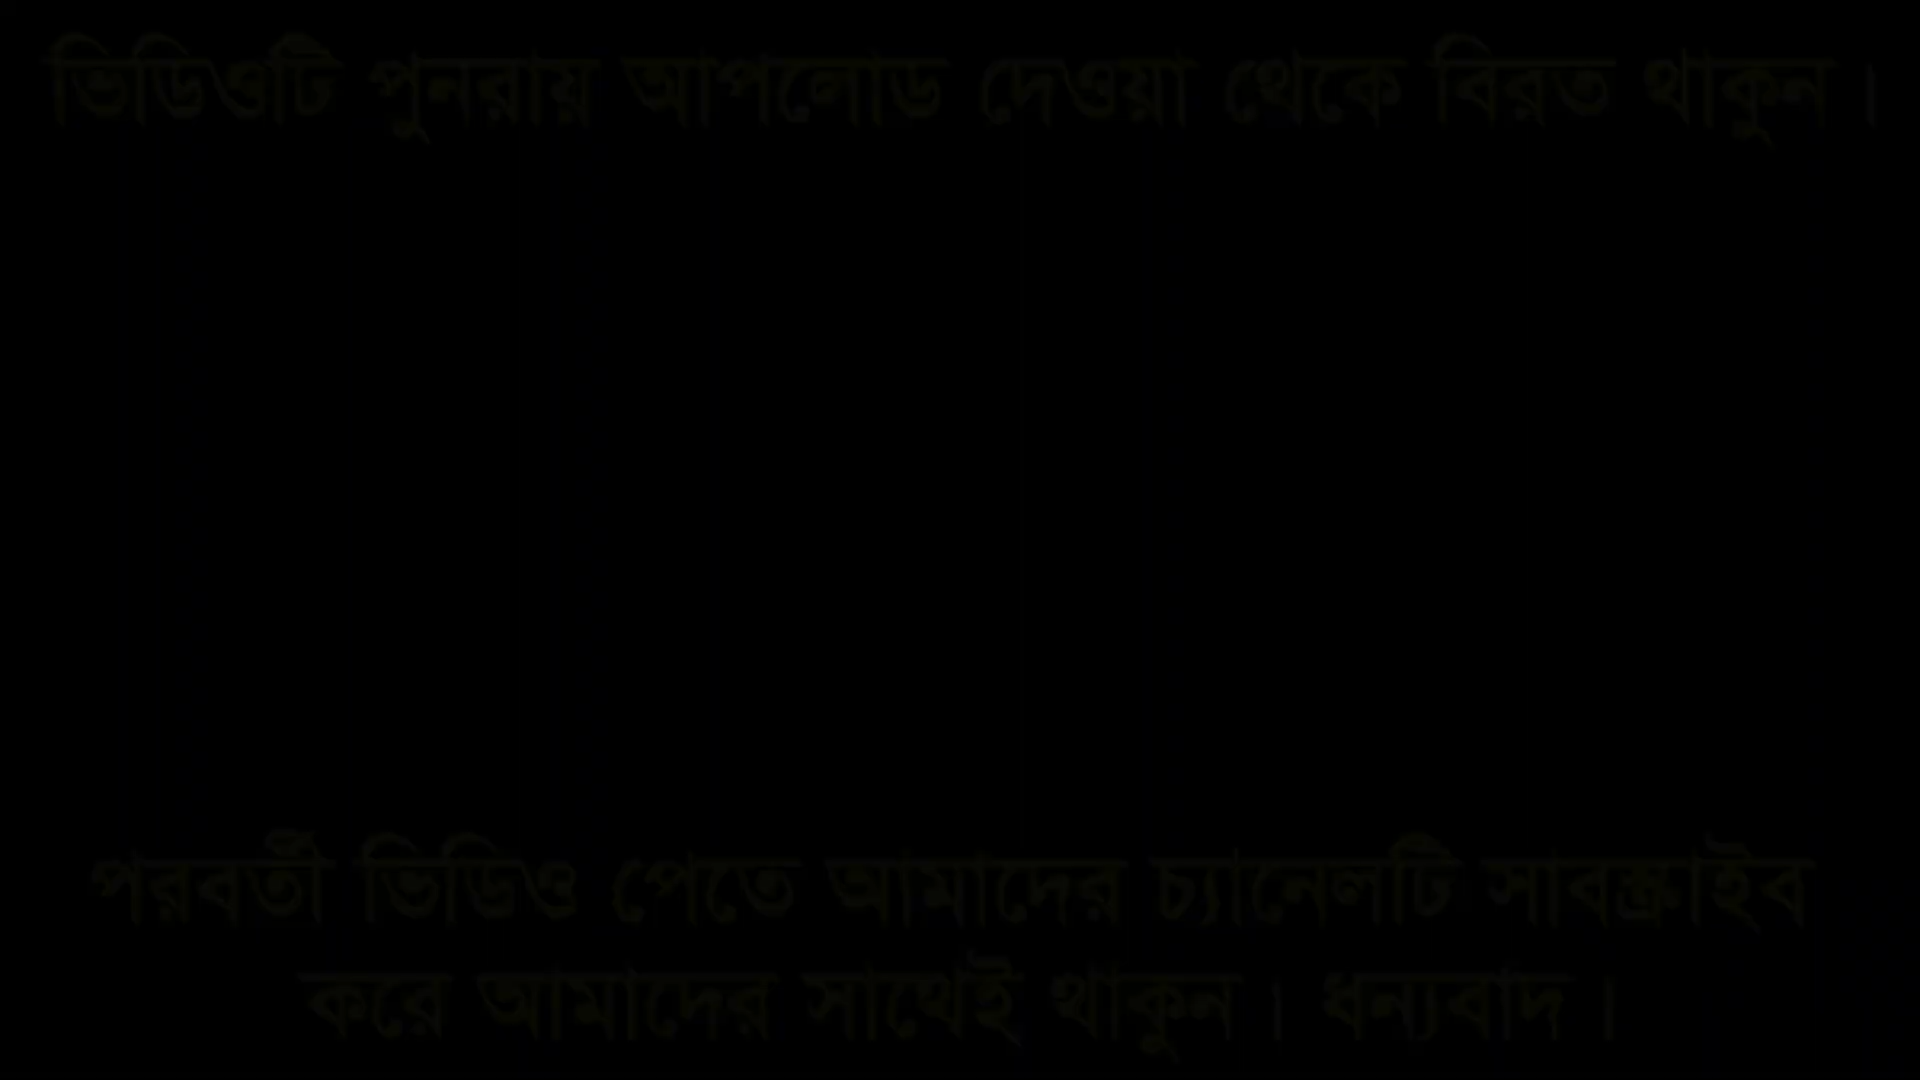 ভিডিওটি পুনরায় আপলোড দেওয়া থেকে বিরত থাকুন ।
পরবর্তী ভিডিও পেতে আমাদের চ্যানেলটি সাবস্ক্রাইব
করে আমাদের সাথেই থাকুন । ধন্যবাদ ।